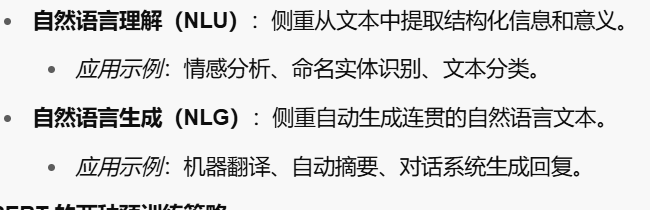 自然语言理解（NLU）：侧重从文本中提取结构化信息和意义。
应用示例：情感分析、命名实体识别、文本分类。
自然语言生成（NLG）：侧重自动生成连贯的自然语言文本。
应用示例：机器翻译、自动摘要、对话系统生成回复。